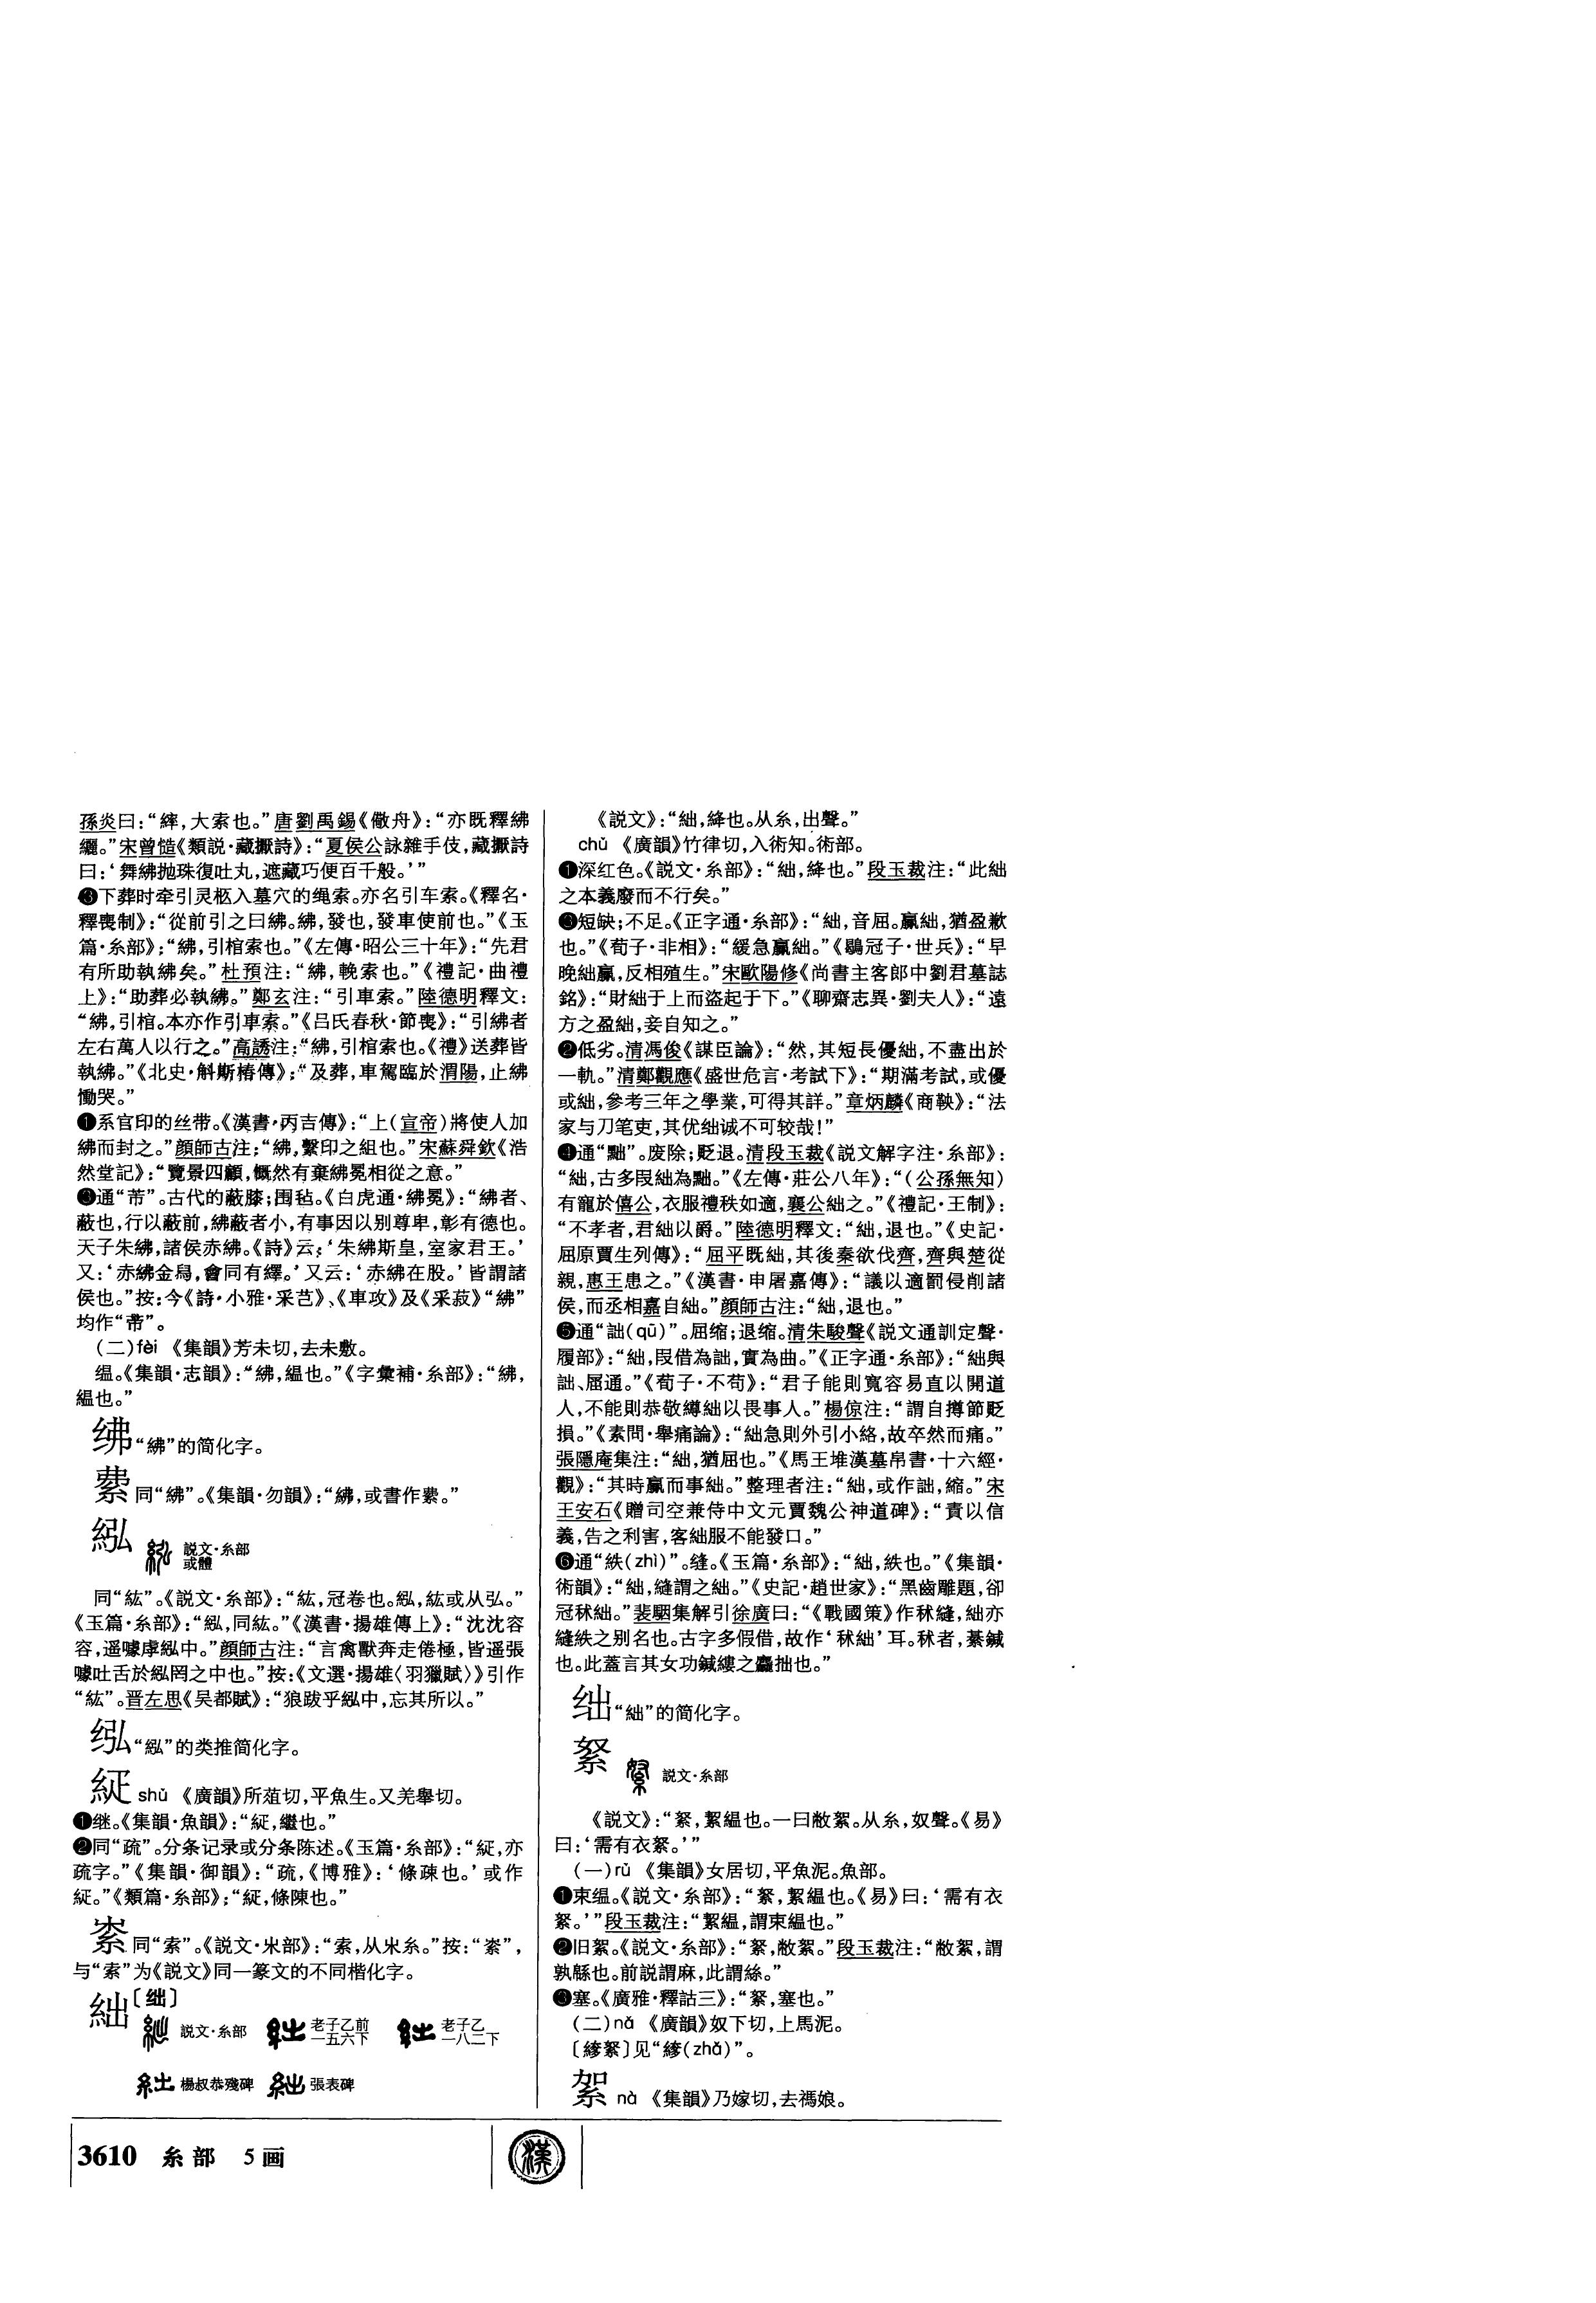 孫炎曰：“繂，大索也。”唐劉禹錫《儆舟》：“亦既釋紼
纚。”宋曾慥《類説·藏擫詩》：“夏侯公詠雜手伎，藏擫詩
曰：‘舞紼抛珠復吐丸，遮藏巧便百千般。’”
❸下葬时牵引灵柩入墓穴的绳索。亦名引车索。《釋名·
釋喪制》：“從前引之曰紼。紼，發也，發車使前也。”《玉
篇·糸部》：“紼，引棺索也。”《左傳·昭公三十年》：“先君
有所助執紼矣。”杜預注：“紼，輓索也。”《禮記·曲禮
上》：“助葬必執紼。”鄭玄注：“引車索。”陸德明釋文：
“紼，引棺。本亦作引車索。”《吕氏春秋·節喪》：“引紼者
左右萬人以行之。”高誘注：“紼，引棺索也。《禮》送葬皆
執紼。”《北史·斛斯椿傳》：“及葬，車駕臨於渭陽，止紼
慟哭。”
❶系官印的丝带。《漢書·丙吉傳》：“上（宣帝）將使人加
紼而封之。”顔師古注：“紼，繫印之組也。”宋蘇舜欽《浩
然堂記》：“覽景四顧，慨然有棄紼冕相從之意。”
❸通“芾”。古代的蔽膝；围毡。《白虎通·紼冕》：“紼者、
蔽也，行以蔽前，紼蔽者小，有事因以别尊卑，彰有德也。
天子朱紼，諸侯赤紼。《詩》云：‘朱紼斯皇，室家君王。’
又：‘赤紼金舄，會同有繹。’又云：‘赤紼在股。’皆謂諸
侯也。”按：今《詩·小雅·采芑》、《車攻》及《采菽》“紼”
均作“芾”。
（二）fèi 《集韻》芳未切，去未敷。
缊。《集韻·志韻》：“紼，緼也。”《字彙補·糸部》：“紼，
緼也。”
绋“紼”的简化字。
䊧同“紼”。《集韻·勿韻》：“紼，或書作䊧。”
紭 説文·糸部
或體
同“紘”。《説文·糸部》：“紘，冠卷也。紭，紘或从弘。”
《玉篇·糸部》：“紭，同紘。”《漢書·揚雄傳上》：“沈沈容
容，遥噱虖紭中。”顔師古注：“言禽獸奔走倦極，皆遥張
噱吐舌於紭罔之中也。”按：《文選·揚雄〈羽獵賦〉》引作
“紘”。晋左思《吴都賦》：“狼跋乎紭中，忘其所以。”
“紭”的类推简化字。
綎 shǔ 《廣韻》所菹切，平魚生。又羌舉切。
❶继。《集韻·魚韻》：“，繼也。”
❷同“疏”。分条记录或分条陈述。《玉篇·糸部》：“，亦
疏字。”《集韻·御韻》：“疏，《博雅》：‘條疎也。’或作
。”《類篇·糸部》：“，條陳也。”
同“索”。《説文·𣎵部》：“索，从𣎵糸。”按：“”，
与“索”为《説文》同一篆文的不同楷化字。
絀〔绌〕
説文·糸部 老子乙前一五六下 老子乙一八二下
楊叔恭殘碑 張表碑
《説文》：“絀，絳也。从糸，出聲。”
chǔ 《廣韻》竹律切，入術知。術部。
❶深红色。《説文·糸部》：“絀，絳也。”段玉裁注：“此絀
之本義廢而不行矣。”
❸短缺；不足。《正字通·糸部》：“絀，音屈。赢絀，猶盈歉
也。”《荀子·非相》：“緩急赢絀。”《鶡冠子·世兵》：“早
晚絀赢，反相殖生。”宋歐陽修《尚書主客郎中劉君墓誌
銘》：“財絀于上而盜起于下。”《聊齋志異·劉夫人》：“遠
方之盈絀，妾自知之。”
❷低劣。清馮俊《謀臣論》：“然，其短長優絀，不盡出於
一軌。”清鄭觀應《盛世危言·考試下》：“期滿考試，或優
或絀，參考三年之學業，可得其詳。”章炳麟《商鞅》：“法
家与刀笔吏，其优绌诚不可较哉！”
❹通“黜”。废除；贬退。清段玉裁《説文解字注·糸部》：
“絀，古多叚絀為黜。”《左傳·莊公八年》：“（公孫無知）
有寵於僖公，衣服禮秩如適，襄公絀之。”《禮記·王制》：
“不孝者，君絀以爵。”陸德明釋文：“絀，退也。”《史記·
屈原賈生列傳》：“屈平既絀，其後秦欲伐齊，齊與楚從
親，惠王患之。”《漢書·申屠嘉傳》：“議以適罰侵削諸
侯，而丞相嘉自絀。”顔師古注：“絀，退也。”
❺通“詘（qū）”。屈缩；退缩。清朱駿聲《説文通訓定聲·
履部》：“絀，叚借為詘，實為曲。”《正字通·糸部》：“絀與
詘、屈通。”《荀子·不苟》：“君子能則寬容易直以開道
人，不能則恭敬繜絀以畏事人。”楊倞注：“謂自撙節貶
損。”《素問·舉痛論》：“絀急則外引小絡，故卒然而痛。”
張隱庵集注：“絀，猶屈也。”《馬王堆漢墓帛書·十六經·
觀》：“其時赢而事絀。”整理者注：“絀，或作詘，縮。”宋
王安石《贈司空兼侍中文元賈魏公神道碑》：“責以信
義，告之利害，客絀服不能發口。”
❻通“紩（zhì）”。缝。《玉篇·糸部》：“絀，紩也。”《集韻·
術韻》：“絀，縫謂之絀。”《史記·趙世家》：“黑齒雕題，卻
冠秫絀。”裴駰集解引徐廣曰：“《戰國策》作秫縫，絀亦
縫紩之别名也。古字多假借，故作‘秫絀’耳。秫者，綦鍼
也。此蓋言其女功鍼縷之麤拙也。”
绌“絀”的简化字。
絮 説文·糸部
《説文》：“，絜緼也。一曰敝絮。从糸，奴聲。《易》
曰：‘需有衣。’”
（一）rǔ 《集韻》女居切，平魚泥。魚部。
❶束缊。《説文·糸部》：“，絜緼也。《易》曰：‘需有衣
。’”段玉裁注：“絜緼，謂束緼也。”
❷旧絮。《説文·糸部》：“，敝絮。”段玉裁注：“敝絮，謂
孰緜也。前説謂麻，此謂絲。”
❸塞。《廣雅·釋詁三》：“，塞也。”
（二）nǎ 《廣韻》奴下切，上馬泥。
见“（zhǎ）”。
nà 《集韻》乃嫁切，去禡娘。
3610 糸部 5画
漢